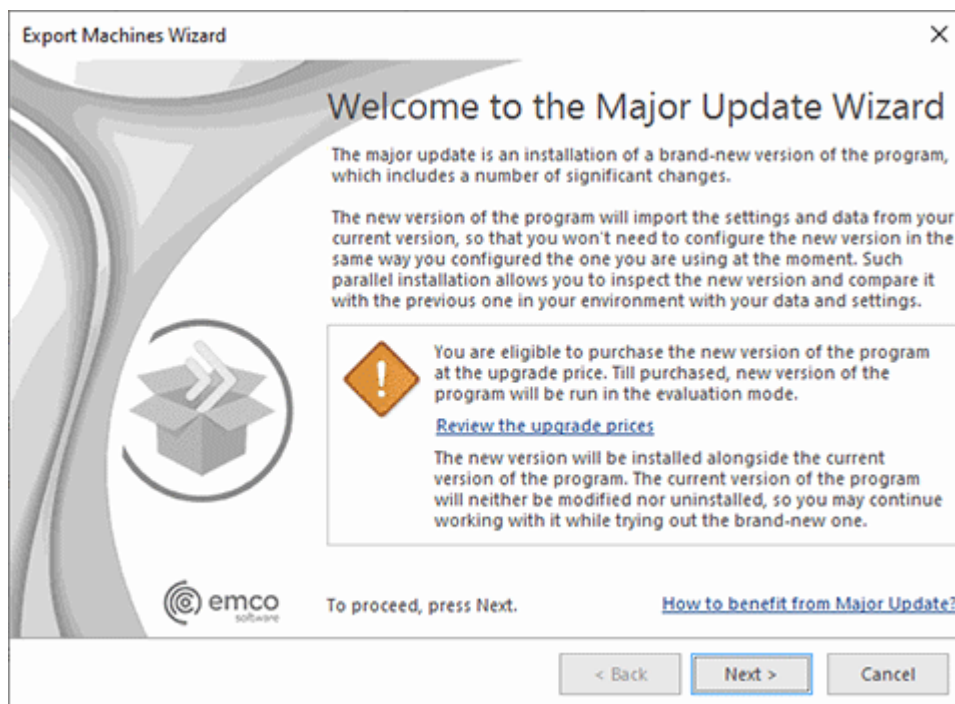 Export Machines Wizard
Welcome to the Major Update Wizard
The major update is an installation of a brand-new version of the program,
which includes a number of significant changes.
The new version of the program will import the settings and data from your
current version, so that you won't need to configure the new version in the
same way you configured the one you are using at the moment. Such
parallel installation allows you to inspect the new version and compare it
with the previous one in your environment with your data and settings.
You are eligible to purchase the new version of the program
at the upgrade price. Till purchased, new version of the
program will be run in the evaluation mode.
Review the upgrade prices
The new version will be installed alongside the current
version of the program. The current version of the program
will neither be modified nor uninstalled, so you may continue
working with it while trying out the brand-new one.
emco
software
To proceed, press Next.
How to benefit from Major Update?
< Back
Next >
Cancel